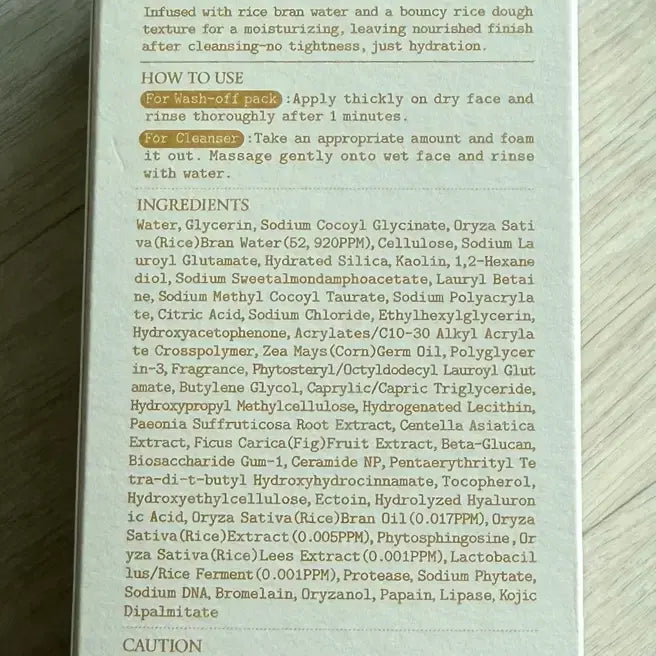 Infused with rice bran water and a bouncy rice dough
texture for a moisturizing, leaving nourished finish
after cleansing-no tightness, just hydration.
HOW TO USE
For Wash-off pack :Apply thickly on dry face and
rinse thoroughly after 1 minutes.
For Cleanser :Take an appropriate amount and foam
it out. Massage gently onto wet face and rinse
with water.
INGREDIENTS
Water, Glycerin, Sodium Cocoyl Glycinate, Oryza Sati
va(Rice)Bran Water(52, 920PPM), Cellulose, Sodium La
uroyl Glutamate, Hydrated Silica, Kaolin, 1,2-Hexane
diol, Sodium Sweetalmondamphoacetate, Lauryl Betai
ne, Sodium Methyl Cocoyl Taurate, Sodium Polyacryla
te, Citric Acid, Sodium Chloride, Ethylhexylglycerin,
Hydroxyacetophenone, Acrylates/C10-30 Alkyl Acryla
te Crosspolymer, Zea Mays(Corn)Germ Oil, Polyglycer
in-3, Fragrance, Phytosteryl/Octyldodecyl Lauroyl Glut
amate, Butylene Glycol, Caprylic/Capric Triglyceride,
Hydroxypropyl Methylcellulose, Hydrogenated Lecithin,
Paeonia Suffruticosa Root Extract, Centella Asiatica
Extract, Ficus Carica(Fig)Fruit Extract, Beta-Glucan,
Biosaccharide Gum-1, Ceramide NP, Pentaerythrityl Te
tra-di-t-butyl Hydroxyhydrocinnamate, Tocopherol,
Hydroxyethylcellulose, Ectoin, Hydrolyzed Hyaluron
ic Acid, Oryza Sativa(Rice)Bran Oil(0.017PPM), Oryza
Sativa(Rice)Extract(0.005PPM), Phytosphingosine, Or
yza Sativa(Rice)Lees Extract(0.001PPM), Lactobacil
lus/Rice Ferment(0.001PPM), Protease, Sodium Phytate,
Sodium DNA, Bromelain, Oryzanol, Papain, Lipase, Kojic
Dipalmitate
CAUTION